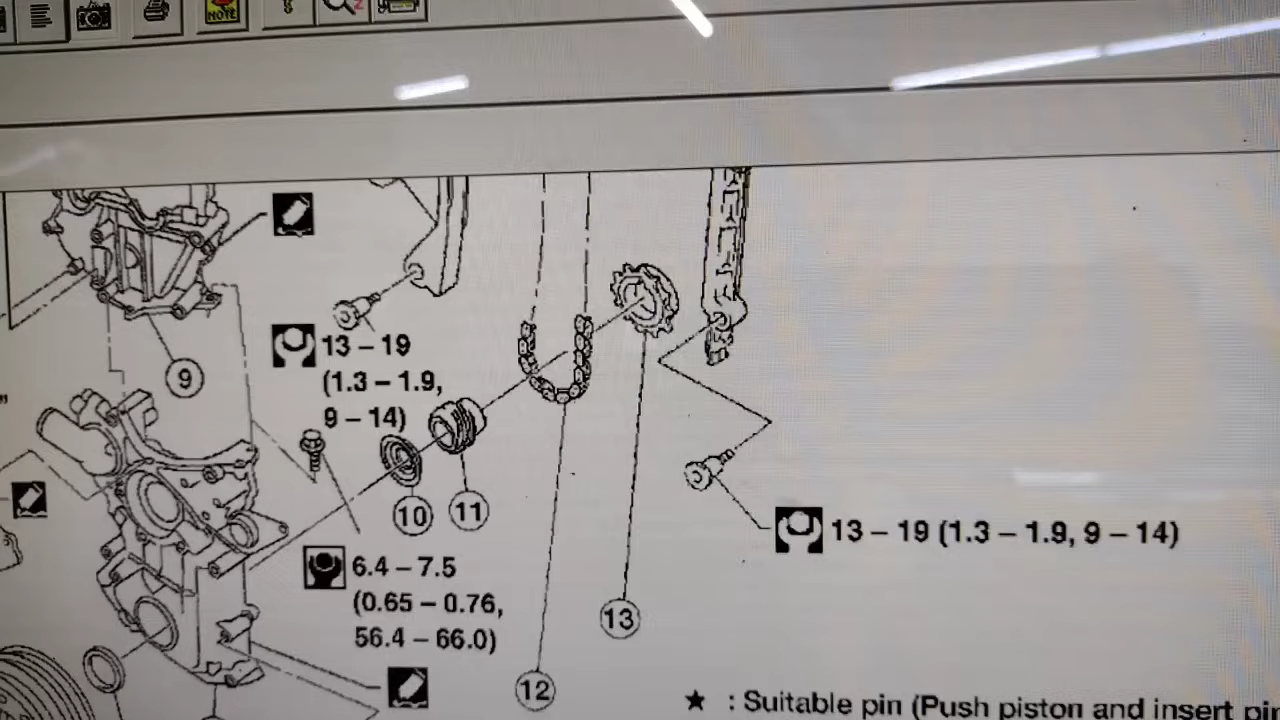 NOTE
9
13 – 19
(1.3 – 1.9,
9 – 14)
10
11
6.4 – 7.5
(0.65 – 0.76,
56.4 – 66.0)
12
13
13 – 19 (1.3 – 1.9, 9 – 14)
★ : Suitable pin (Push piston and insert pin